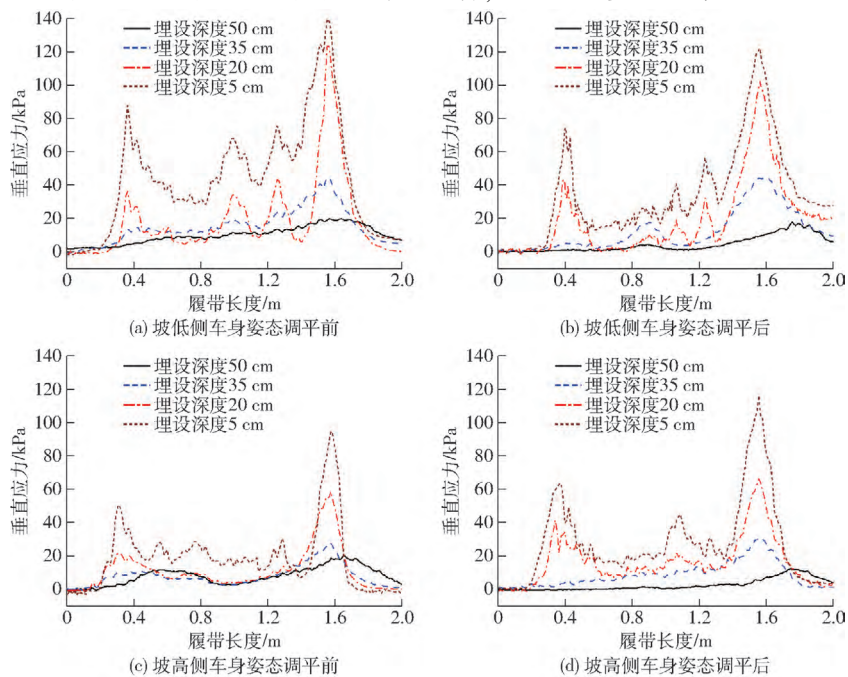 140
120
100
80
60
40
20
0
垂直应力/kPa
埋设深度50 cm
埋设深度35 cm
埋设深度20 cm
埋设深度5 cm
0 0.4 0.8 1.2 1.6 2.0
履带长度/m
(a) 坡低侧车身姿态调平前
140
120
100
80
60
40
20
0
垂直应力/kPa
埋设深度50 cm
埋设深度35 cm
埋设深度20 cm
埋设深度5 cm
0 0.4 0.8 1.2 1.6 2.0
履带长度/m
(b) 坡低侧车身姿态调平后
140
120
100
80
60
40
20
0
垂直应力/kPa
埋设深度50 cm
埋设深度35 cm
埋设深度20 cm
埋设深度5 cm
0 0.4 0.8 1.2 1.6 2.0
履带长度/m
(c) 坡高侧车身姿态调平前
140
120
100
80
60
40
20
0
垂直应力/kPa
埋设深度50 cm
埋设深度35 cm
埋设深度20 cm
埋设深度5 cm
0 0.4 0.8 1.2 1.6 2.0
履带长度/m
(d) 坡高侧车身姿态调平后